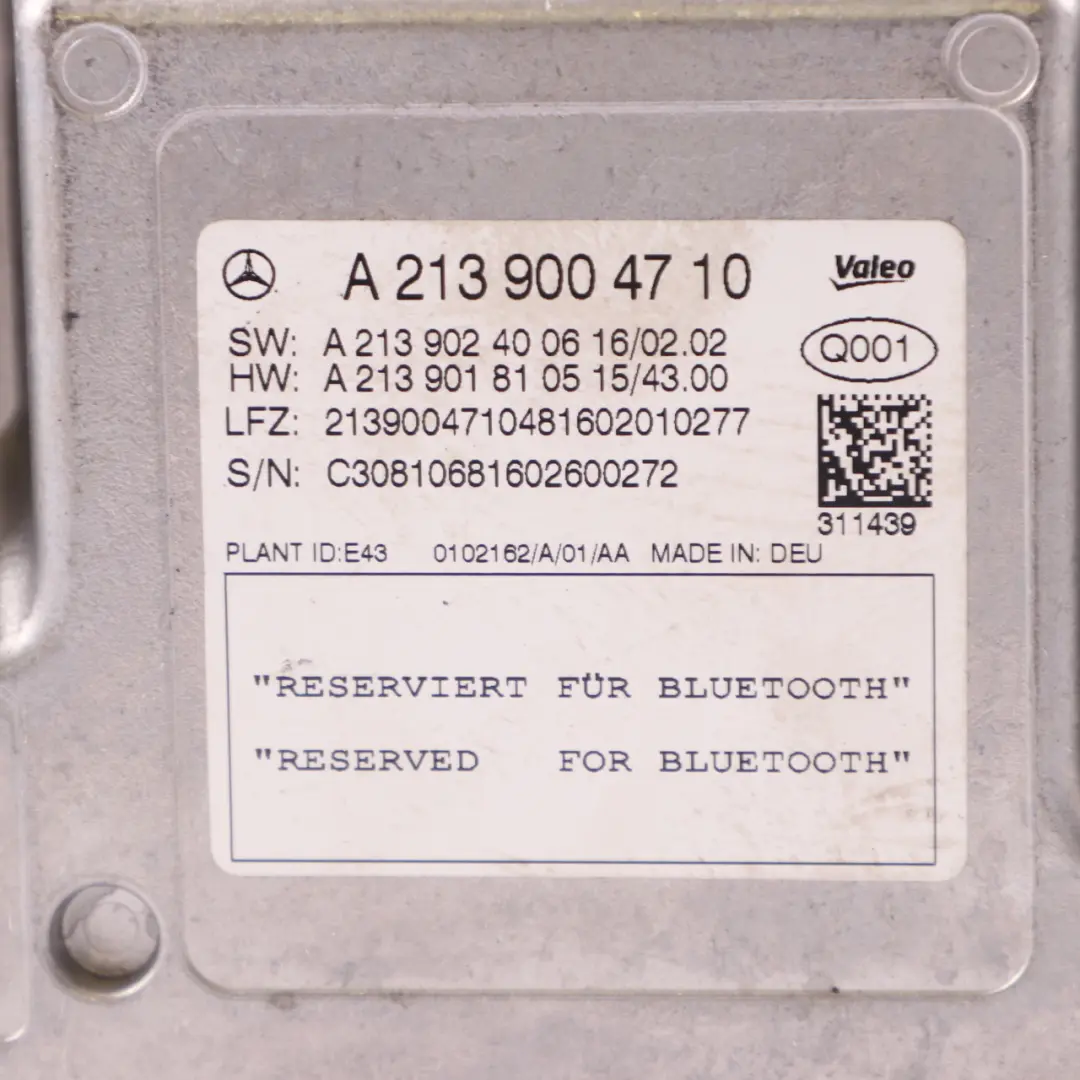 A 213 900 47 10
Valeo
SW: A 213 902 40 06 16/02.02
Q001
HW: A 213 901 81 05 15/43.00
LFZ: 2139004710481602010277
S/N: C30810681602600272
311439
PLANT ID:E43 0102162/A/01/AA MADE IN: DEU
"RESERVIERT FÜR BLUETOOTH"
"RESERVED FOR BLUETOOTH"